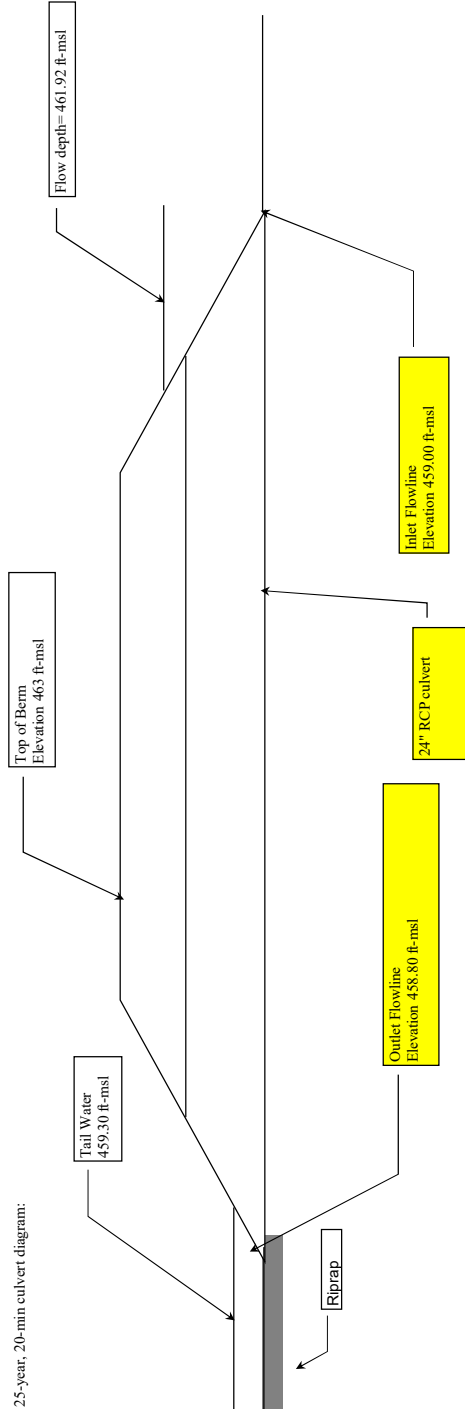 25-year, 20-min culvert diagram:
Tail Water
459.30 ft-msl
Top of Berm
Elevation 463 ft-msl
Flow depth= 461.92 ft-msl
Riprap
Outlet Flowline
Elevation 458.80 ft-msl
24" RCP culvert
Inlet Flowline
Elevation 459.00 ft-msl